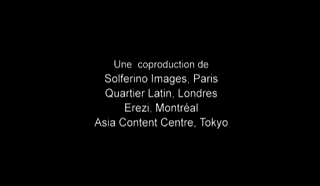 Une coproduction de
Solferino Images, Paris
Quartier Latin, Londres
Erezi, Montréal
Asia Content Centre, Tokyo